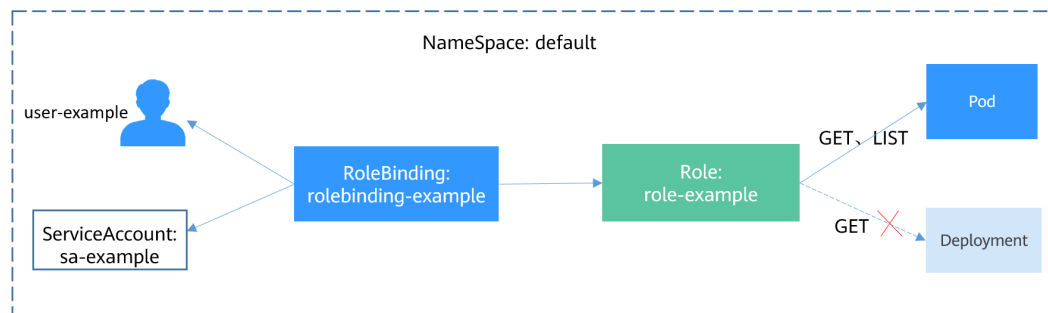 NameSpace: default
user-example
Pod
GET、LIST
RoleBinding:
rolebinding-example
Role:
role-example
ServiceAccount:
sa-example
GET
Deployment